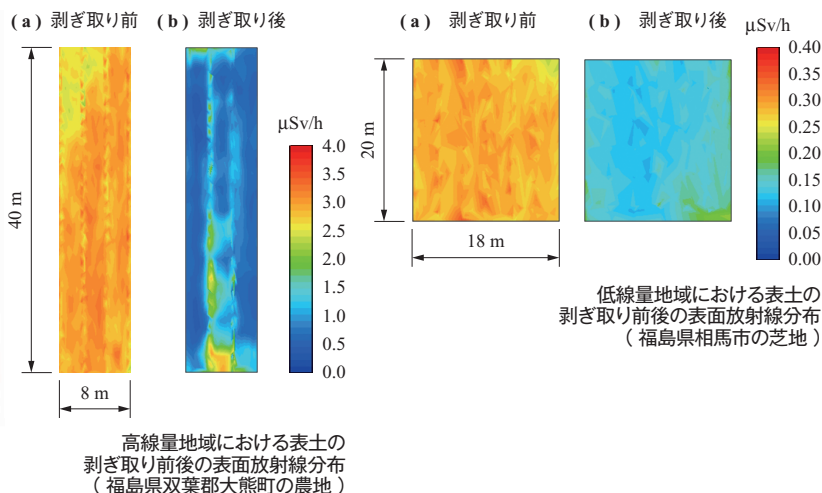 (a) 剥ぎ取り前
(b) 剥ぎ取り後
40 m
8 m
μSv/h
4.0
3.5
3.0
2.5
2.0
1.5
1.0
0.5
0.0
高線量地域における表土の
剥ぎ取り前後の表面放射線分布
(福島県双葉郡大熊町の農地)
(a) 剥ぎ取り前
(b) 剥ぎ取り後
20 m
18 m
μSv/h
0.40
0.35
0.30
0.25
0.20
0.15
0.10
0.05
0.00
低線量地域における表土の
剥ぎ取り前後の表面放射線分布
(福島県相馬市の芝地)